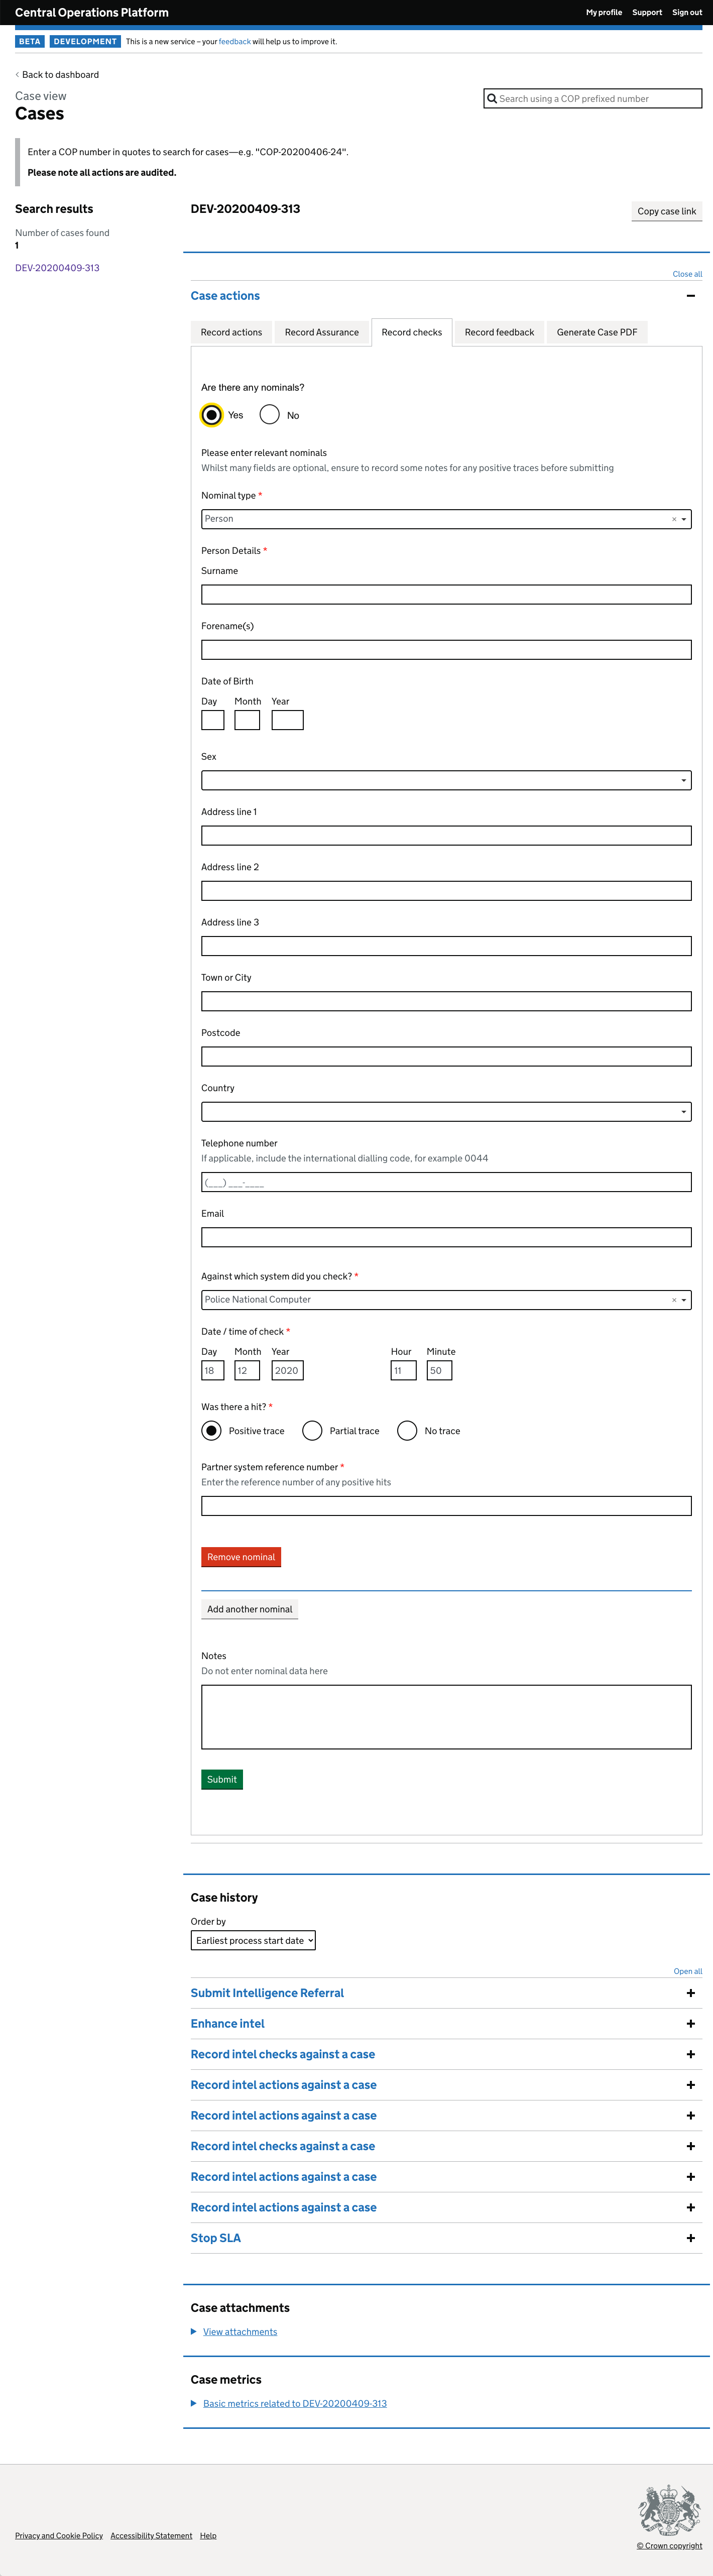 Central Operations Platform
My profile Support Sign out
BETA DEVELOPMENT This is a new service – your feedback will help us to improve it.
Back to dashboard
Case view
Cases
Search using a COP prefixed number
Enter a COP number in quotes to search for cases—e.g. "COP-20200406-24".
Please note all actions are audited.
Search results
Number of cases found
1
DEV-20200409-313
DEV-20200409-313
Copy case link
Close all
Case actions
Record actions Record Assurance Record checks Record feedback Generate Case PDF
Are there any nominals?
Yes No
Please enter relevant nominals
Whilst many fields are optional, ensure to record some notes for any positive traces before submitting
Nominal type *
Person ×
Person Details *
Surname
Forename(s)
Date of Birth
Day Month Year
Sex
Address line 1
Address line 2
Address line 3
Town or City
Postcode
Country
Telephone number
If applicable, include the international dialling code, for example 0044
(___) ___-____
Email
Against which system did you check? *
Police National Computer ×
Date / time of check *
Day Month Year Hour Minute
18 12 2020 11 50
Was there a hit? *
Positive trace Partial trace No trace
Partner system reference number *
Enter the reference number of any positive hits
Remove nominal
Add another nominal
Notes
Do not enter nominal data here
Submit
Case history
Order by
Earliest process start date
Open all
Submit Intelligence Referral
Enhance intel
Record intel checks against a case
Record intel actions against a case
Record intel actions against a case
Record intel checks against a case
Record intel actions against a case
Record intel actions against a case
Stop SLA
Case attachments
View attachments
Case metrics
Basic metrics related to DEV-20200409-313
Privacy and Cookie Policy Accessibility Statement Help
© Crown copyright